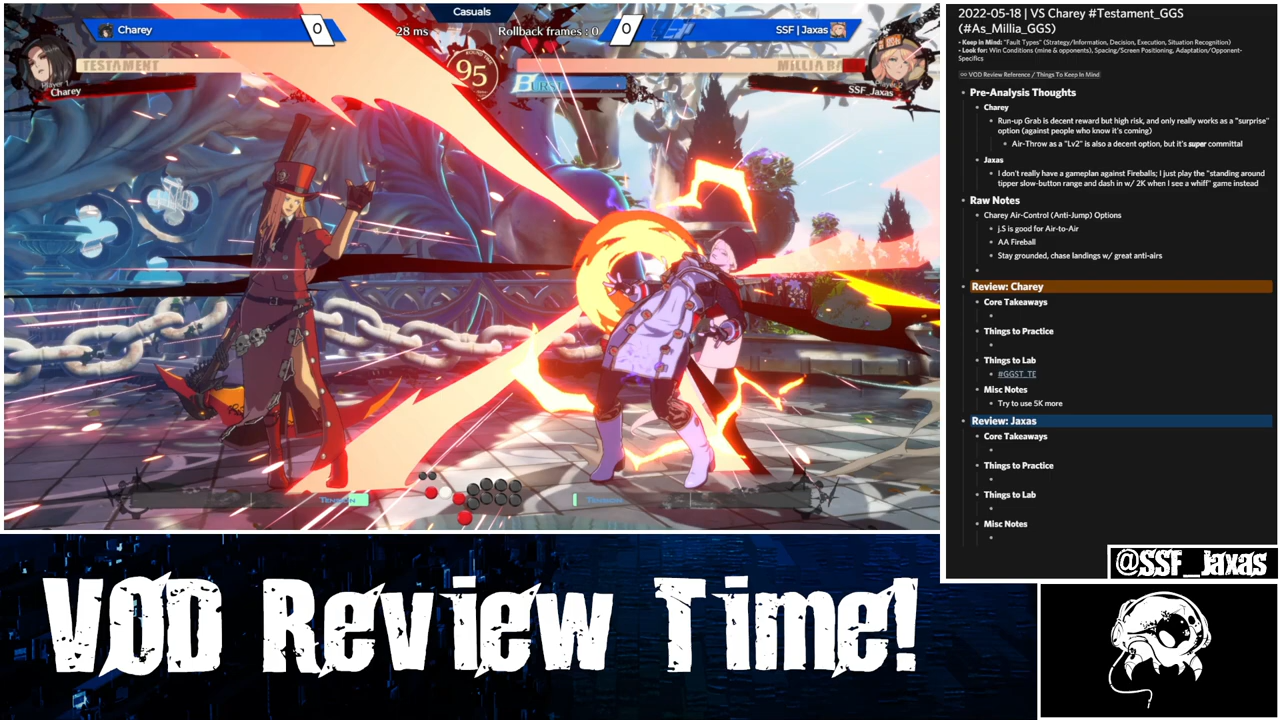 Casuals
Charey
0
28 ms
Rollback frames : 0
0
SSF | Jaxas
TESTAMENT
95
MILLIA RA
Player 1
Charey
BURST
Player 2
SSF_Jaxas
TENSION
TENSION
2022-05-18 | VS Charey #Testament_GGS
(#As_Millia_GGS)
• Keep in Mind: "Fault Types" (Strategy/Information, Decision, Execution, Situation Recognition)
• Look for: Win Conditions (mine & opponents), Spacing/Screen Positioning, Adaptation/Opponent-
Specifics
VOD Review Reference / Things To Keep In Mind
Pre-Analysis Thoughts
Charey
Run-up Grab is decent reward but high risk, and only really works as a "surprise"
option (against people who know it's coming)
Air-Throw as a "Lv2" is also a decent option, but it's super committal
Jaxas
I don't really have a gameplan against Fireballs; I just play the "standing around
tipper slow-button range and dash in w/ 2K when I see a whiff" game instead
Raw Notes
Charey Air-Control (Anti-Jump) Options
j.S is good for Air-to-Air
AA Fireball
Stay grounded, chase landings w/ great anti-airs
Review: Charey
Core Takeaways
Things to Practice
Things to Lab
#GGST_TE
Misc Notes
Try to use 5K more
Review: Jaxas
Core Takeaways
Things to Practice
Things to Lab
Misc Notes
@SSF_Jaxas
VOD Review Time!